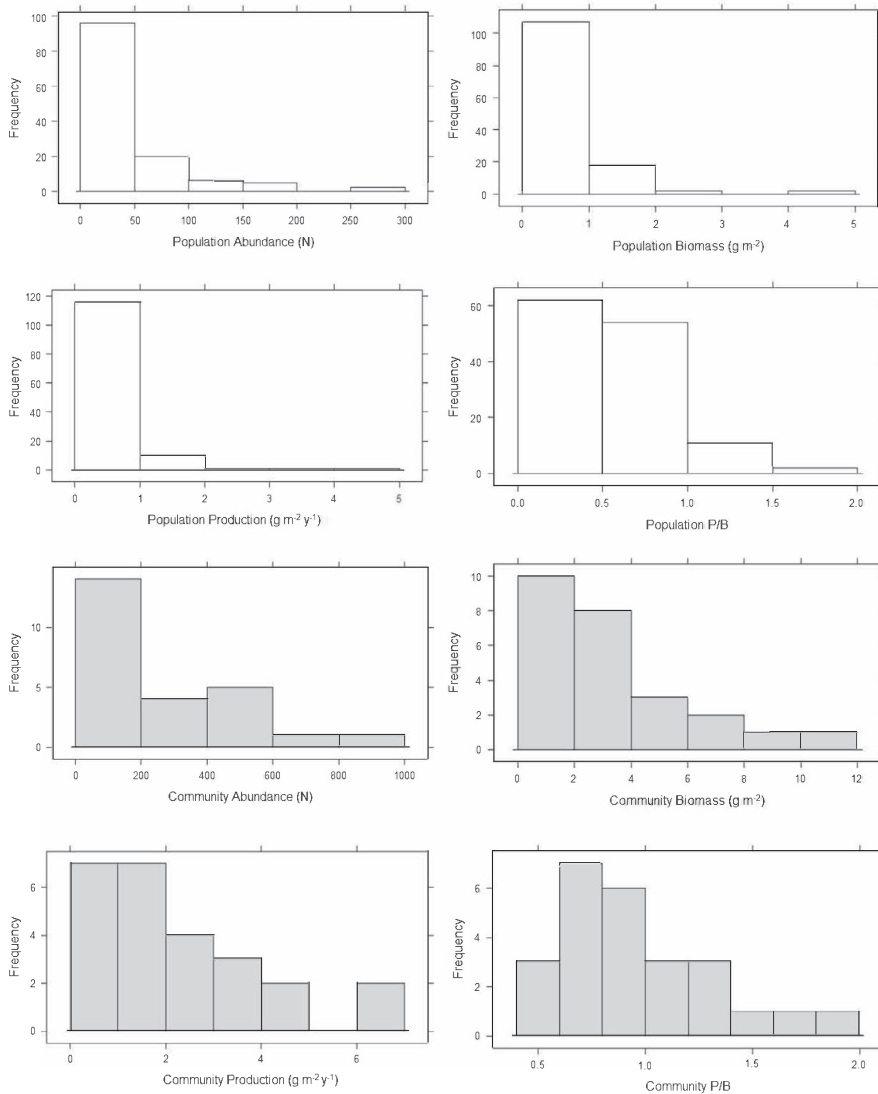 100
80
60
40
20
0
Frequency
0 50 100 150 200 250 300
Population Abundance (N)
100
80
60
40
20
0
Frequency
0 1 2 3 4 5
Population Biomass (g m-2)
120
100
80
60
40
20
0
Frequency
0 1 2 3 4 5
Population Production (g m-2 y-1)
60
40
20
0
Frequency
0.0 0.5 1.0 1.5 2.0
Population P/B
10
5
0
Frequency
0 200 400 600 800 1000
Community Abundance (N)
10
8
6
4
2
0
Frequency
0 2 4 6 8 10 12
Community Biomass (g m-2)
6
4
2
0
Frequency
0 2 4 6
Community Production (g m-2 y-1)
6
4
2
0
Frequency
0.5 1.0 1.5 2.0
Community P/B